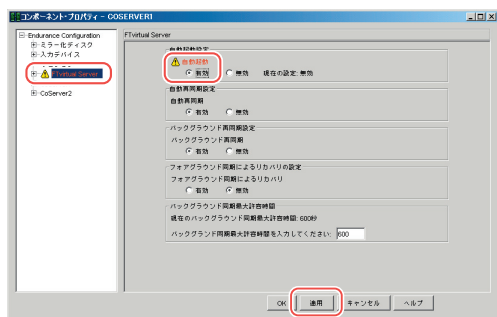 コンポーネント・プロパティ - COSERVER1
Endurance Configuration
ミラー化ディスク
入力デバイス
FTvirtual Server
CoServer2
FTvirtual Server
自動起動設定
自動起動
有効 無効 現在の設定: 無効
自動再同期設定
自動再同期
有効 無効
バックグラウンド再同期設定
バックグラウンド再同期
有効 無効
フォアグラウンド同期によるリカバリの設定
フォアグラウンド同期によるリカバリ
有効 無効
バックグラウンド同期最大許容時間
現在のバックグラウンド同期最大許容時間: 600秒
バックグランド同期最大許容時間を入力してください: 600
OK 適用 キャンセル ヘルプ